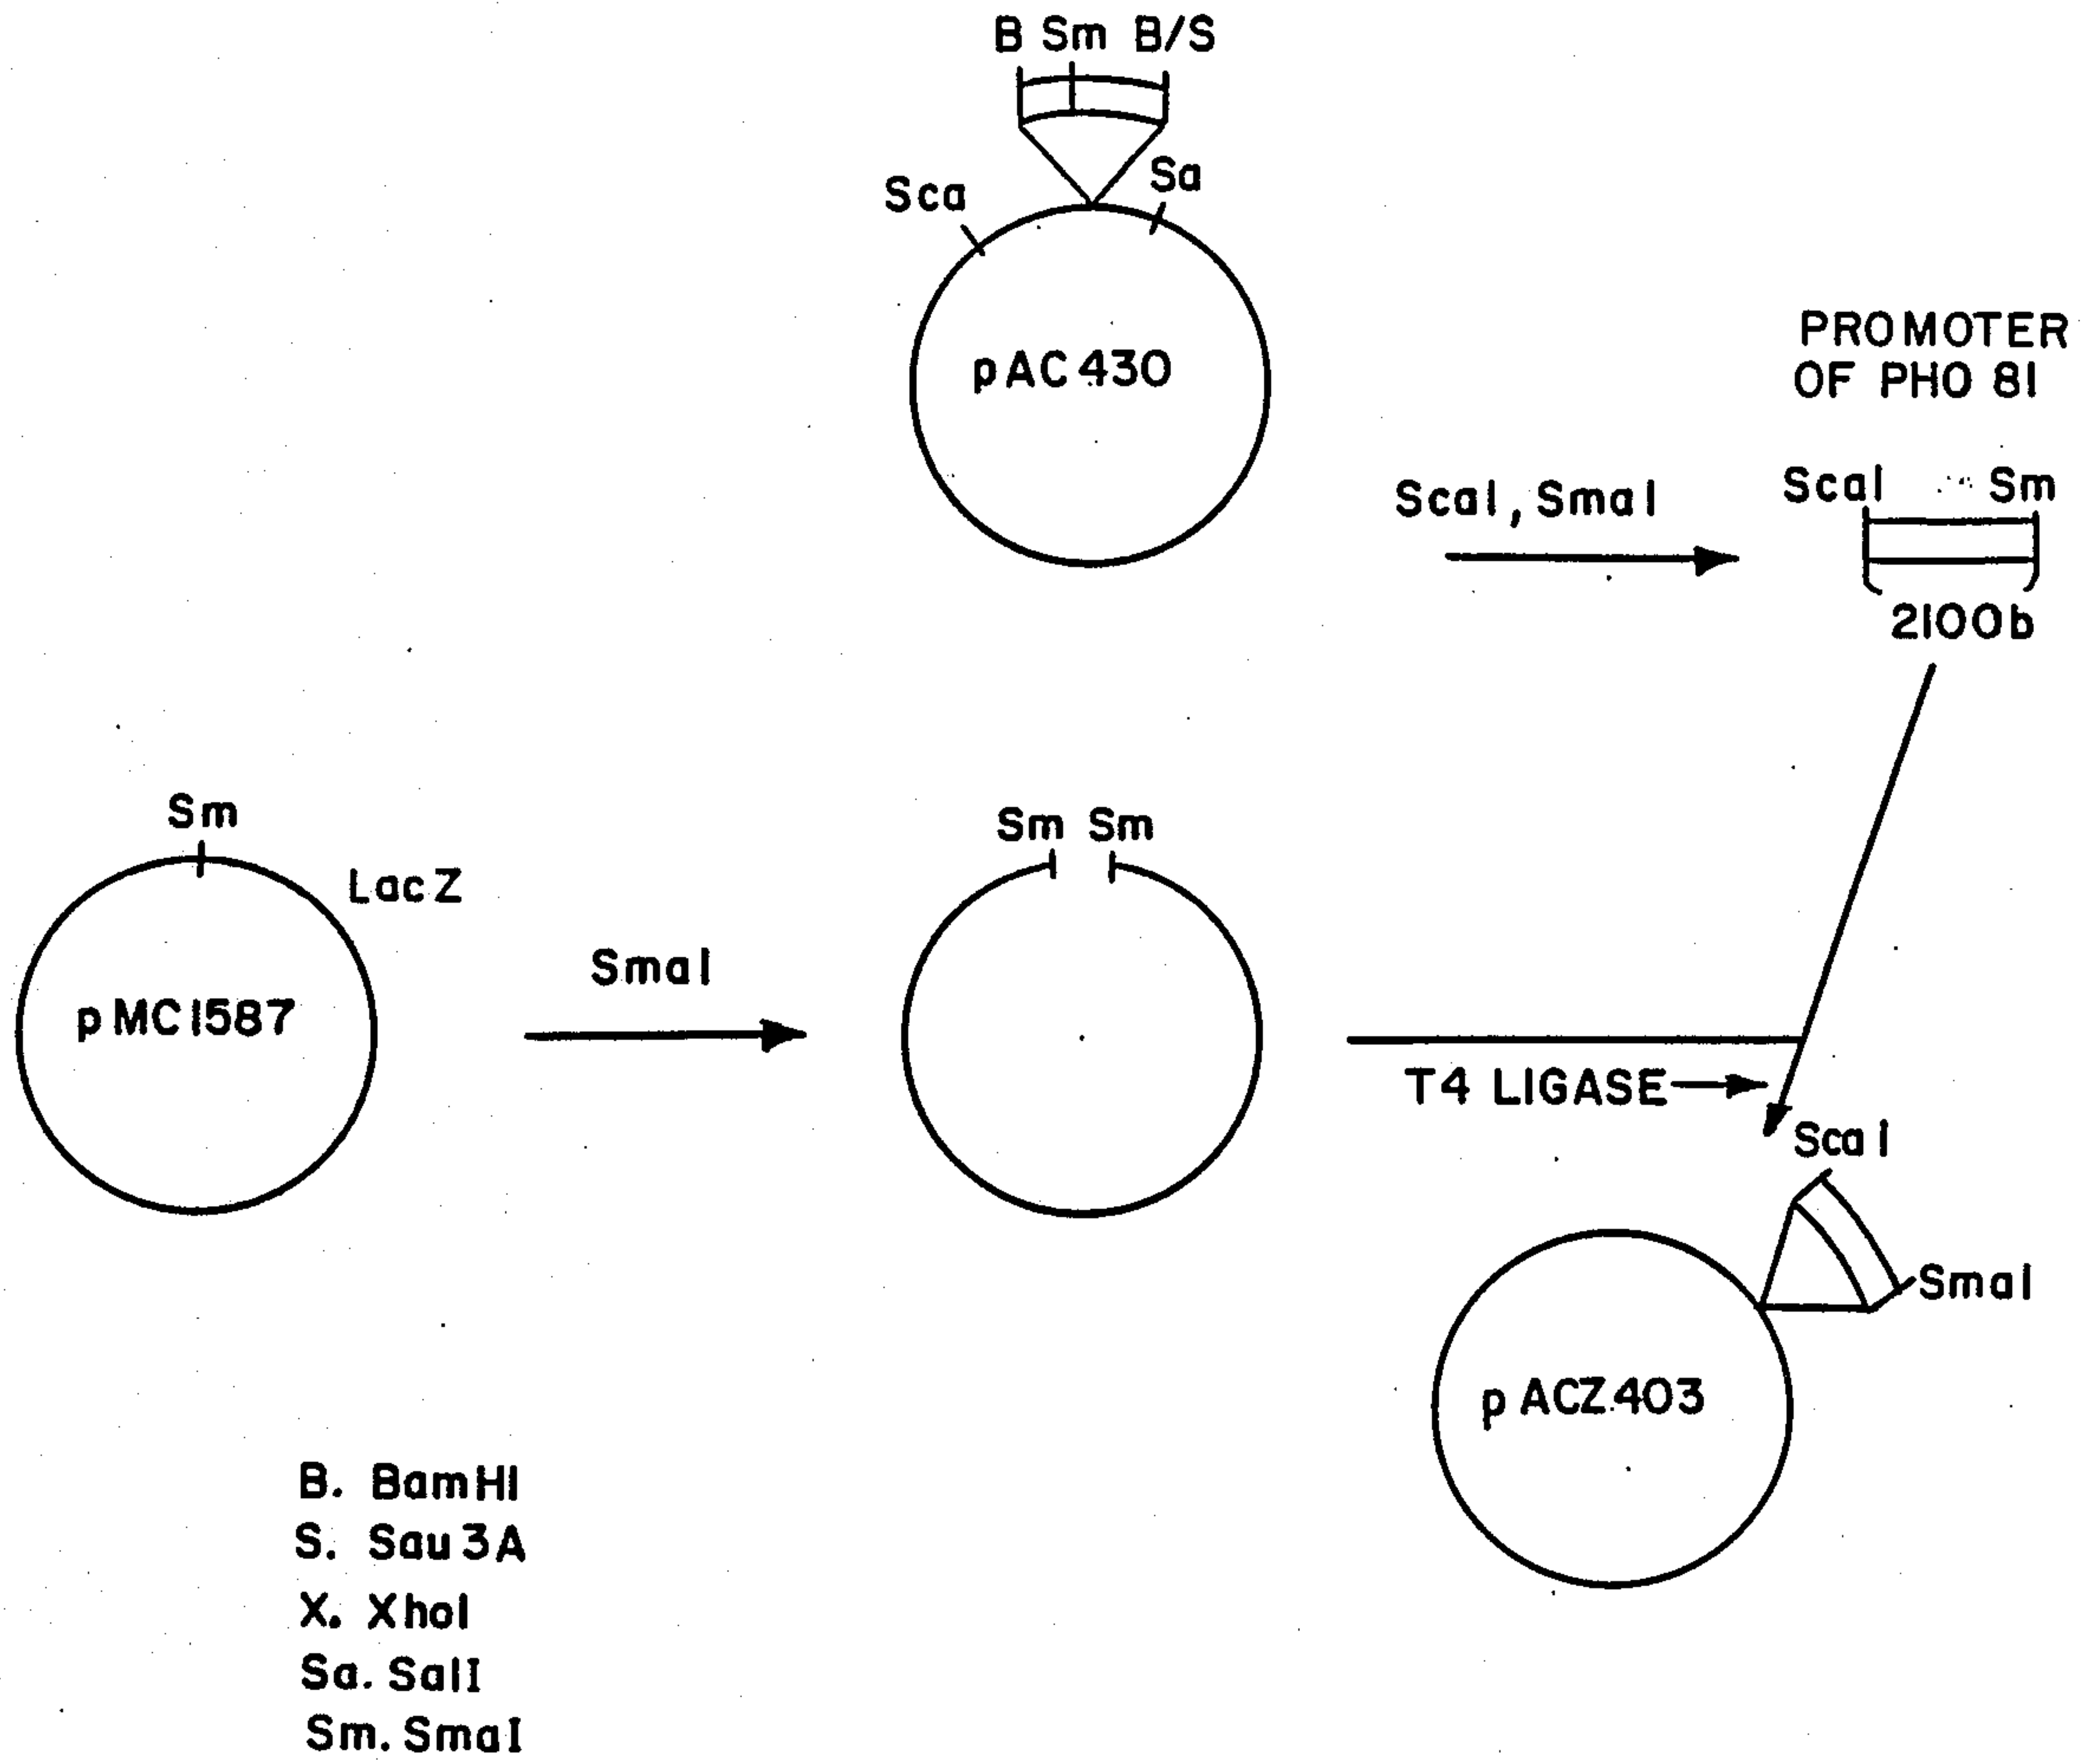 B Sm B/S
Sca
Sa
pAC430
PROMOTER
OF PHO 81
ScaI, SmaI
ScaI Sm
2100b
Sm
LacZ
pMC1587
SmaI
Sm Sm
T4 LIGASE
ScaI
SmaI
pACZ403
B. BamHI
S. Sau3A
X. XhoI
Sa. SalI
Sm. SmaI